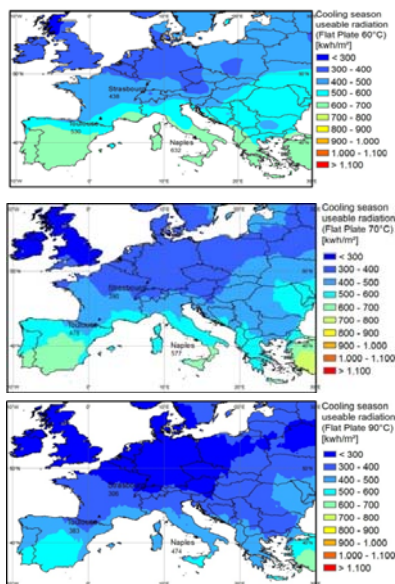 Cooling season
useable radiation
(Flat Plate 60°C)
[kwh/m²]
< 300
300 - 400
400 - 500
500 - 600
600 - 700
700 - 800
800 - 900
900 - 1.000
1.000 - 1.100
> 1.100
Strasbourg
Toulouse
Naples
632
Cooling season
useable radiation
(Flat Plate 70°C)
[kwh/m²]
< 300
300 - 400
400 - 500
500 - 600
600 - 700
700 - 800
800 - 900
900 - 1.000
1.000 - 1.100
> 1.100
Strasbourg
Toulouse
Naples
577
Cooling season
useable radiation
(Flat Plate 90°C)
[kwh/m²]
< 300
300 - 400
400 - 500
500 - 600
600 - 700
700 - 800
800 - 900
900 - 1.000
1.000 - 1.100
> 1.100
Naples
474